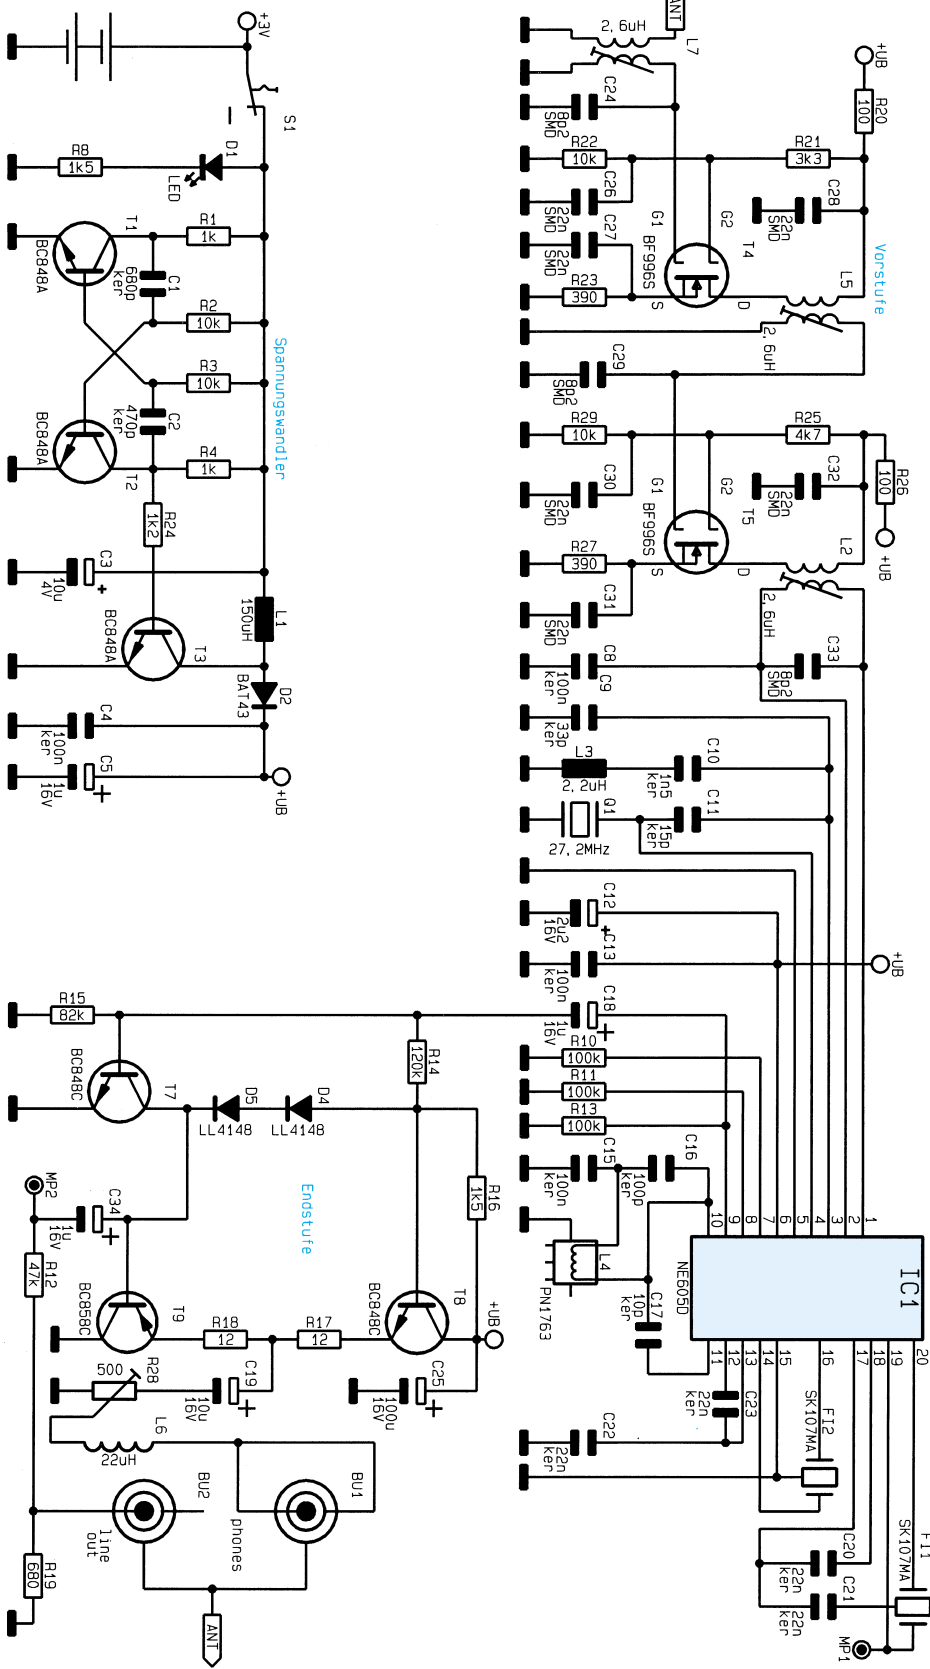 ANT
L7
2,6uH
+UB
R20
100
C24
8p2
SMD
R22
10k
R21
3k3
C26
22n
SMD
C27
22n
SMD
C28
22n
SMD
G1
BF996S
G2
T4
R23
390
S
D
L5
2,6uH
Vorstufe
C29
8p2
SMD
R29
10k
R25
4k7
R26
100
+UB
C30
22n
SMD
C32
22n
SMD
G1
BF996S
G2
T5
R27
390
S
D
L2
2,6uH
C31
22n
SMD
C33
8p2
SMD
C8
100n
ker
C9
33p
ker
L3
2,2uH
C10
1n5
ker
C11
15p
ker
Q1
27,2MHz
C12
2u2
16V
C13
100n
ker
+UB
C18
1u
16V
R10
100k
R11
100k
R13
100k
C15
100n
ker
C16
100p
ker
L4
PN1763
C17
10p
ker
1
2
3
4
5
6
7
8
9
10
IC1
NE605D
11
12
13
14
15
16
17
18
19
20
C23
22n
ker
C22
22n
ker
FI2
SK107MA
FI1
SK107MA
C20
22n
ker
C21
22n
ker
MP1
+3V
S1
D1
LED
R8
1k5
T1
BC848A
R1
1k
C1
680p
ker
R2
10k
Spannungswandler
R3
10k
C2
470p
ker
R4
1k
BC848A
T2
R24
1k2
C3
10u
4V
L1
150uH
BC848A
T3
D2
BAT43
C4
100n
ker
C5
1u
16V
+UB
R15
82k
R14
120k
BC848C
T7
D5
LL4148
D4
LL4148
R16
1k5
Endstufe
MP2
C34
1u
16V
R12
47k
BC858C
T9
R18
12
R17
12
BC848C
T8
+UB
500
R28
C19
10u
16V
C25
100u
16V
L6
22uH
BU2
line
out
BU1
phones
R19
680
ANT